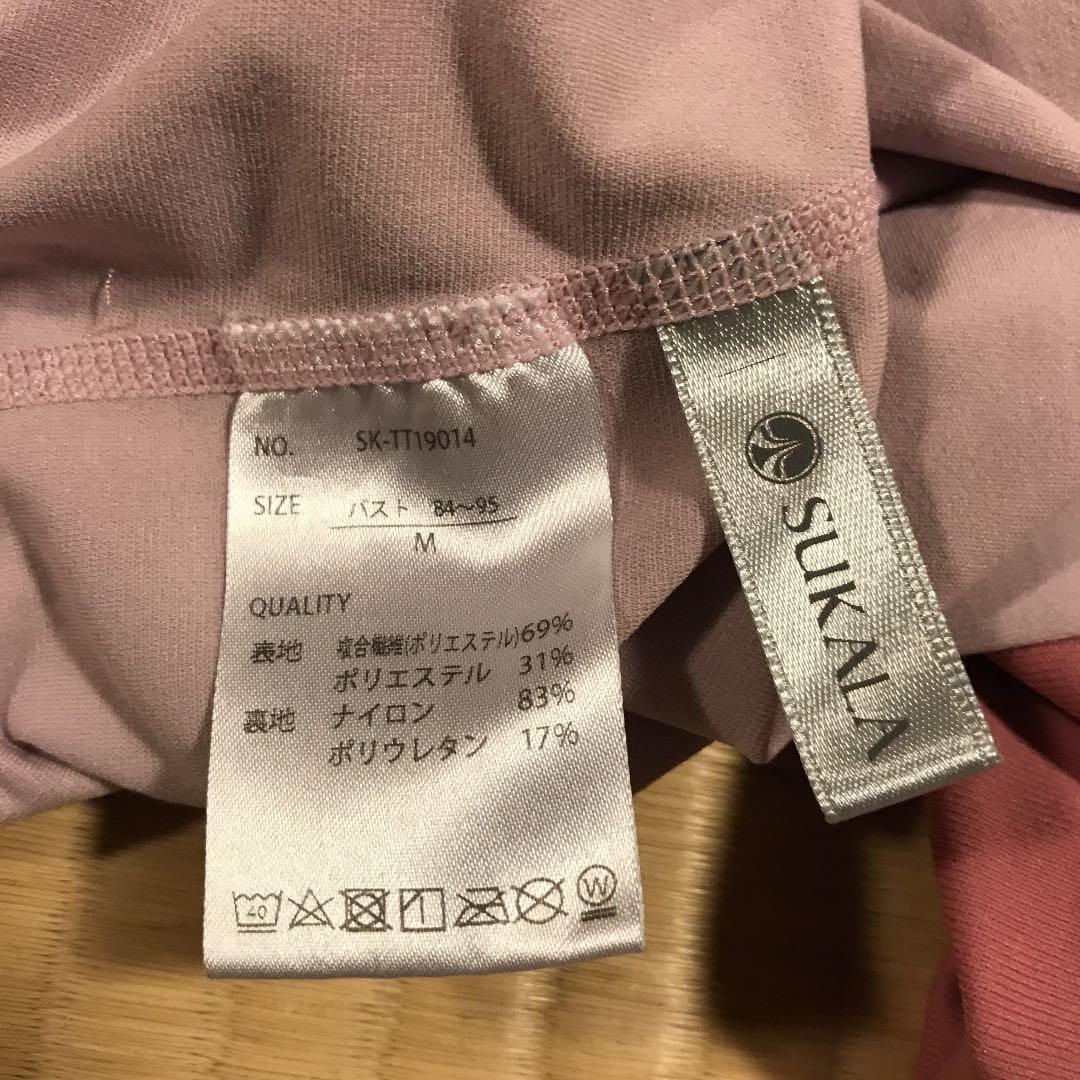 NO. SK-TT19014
SIZE バスト 84～95
M
QUALITY
表地 複合繊維(ポリエステル)69%
ポリエステル 31%
裏地 ナイロン 83%
ポリウレタン 17%
40
W
SUKALA